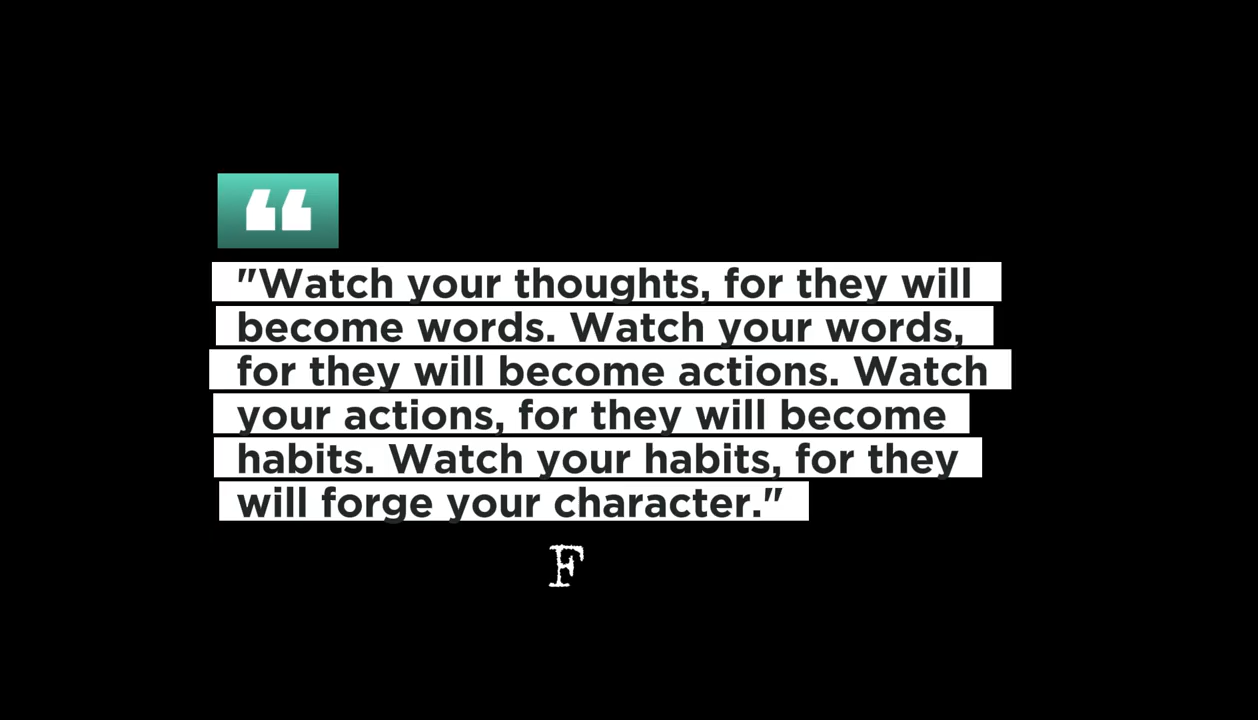 “
"Watch your thoughts, for they will
become words. Watch your words,
for they will become actions. Watch
your actions, for they will become
habits. Watch your habits, for they
will forge your character."
F